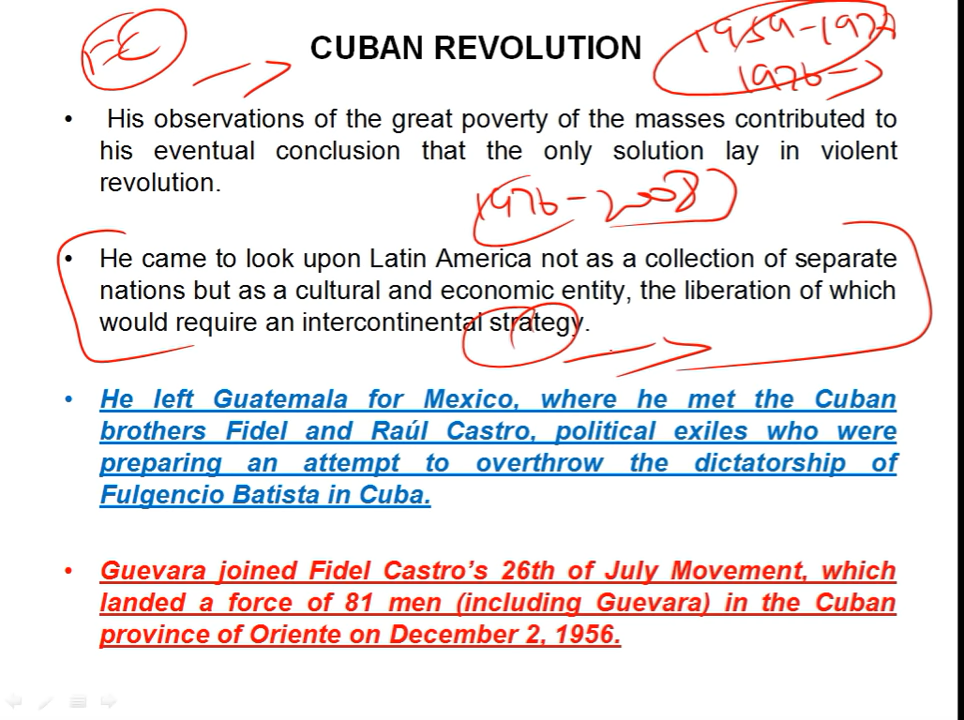 CUBAN REVOLUTION
1976 →
• His observations of the great poverty of the masses contributed to
his eventual conclusion that the only solution lay in violent
revolution.
1976 - 2008
• He came to look upon Latin America not as a collection of separate
nations but as a cultural and economic entity, the liberation of which
would require an intercontinental strategy.
• He left Guatemala for Mexico, where he met the Cuban
brothers Fidel and Raúl Castro, political exiles who were
preparing an attempt to overthrow the dictatorship of
Fulgencio Batista in Cuba.
• Guevara joined Fidel Castro's 26th of July Movement, which
landed a force of 81 men (including Guevara) in the Cuban
province of Oriente on December 2, 1956.